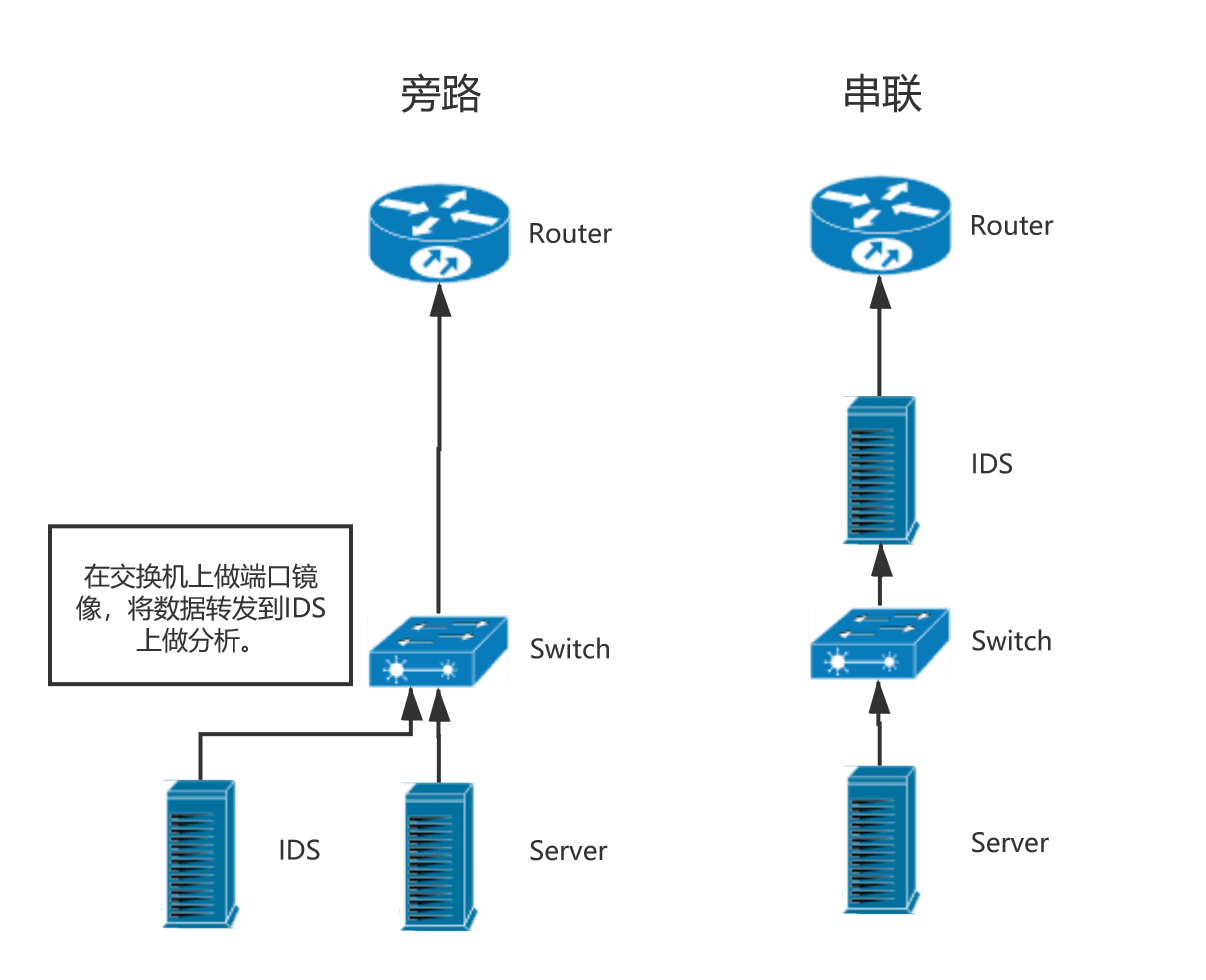 旁路
串联
Router
Router
IDS
在交换机上做端口镜
像，将数据转发到IDS
上做分析。
Switch
Switch
IDS
Server
Server